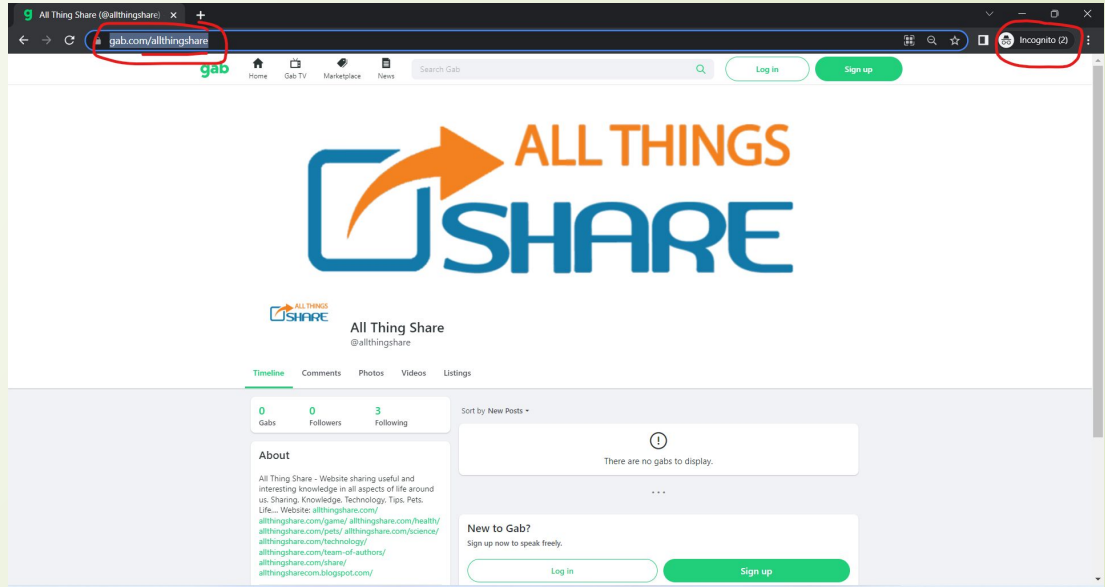 g All Thing Share (@allthingshare)
gab.com/allthingshare
Incognito (2)
gab
Home
Gab TV
Marketplace
News
Search Gab
Log in
Sign up
ALL THINGS
SHARE
ALL THINGS
SHARE
All Thing Share
@allthingshare
Timeline Comments Photos Videos Listings
0 0 3
Gabs Followers Following
Sort by New Posts
There are no gabs to display.
About
All Thing Share - Website sharing useful and
interesting knowledge in all aspects of life around
us. Sharing, Knowledge, Technology, Tips, Pets,
Life,... Website: allthingshare.com/
allthingshare.com/game/ allthingshare.com/health/
allthingshare.com/pets/ allthingshare.com/science/
allthingshare.com/technology/
allthingshare.com/team-of-authors/
allthingshare.com/share/
allthingsharecom.blogspot.com/
New to Gab?
Sign up now to speak freely.
Log in
Sign up